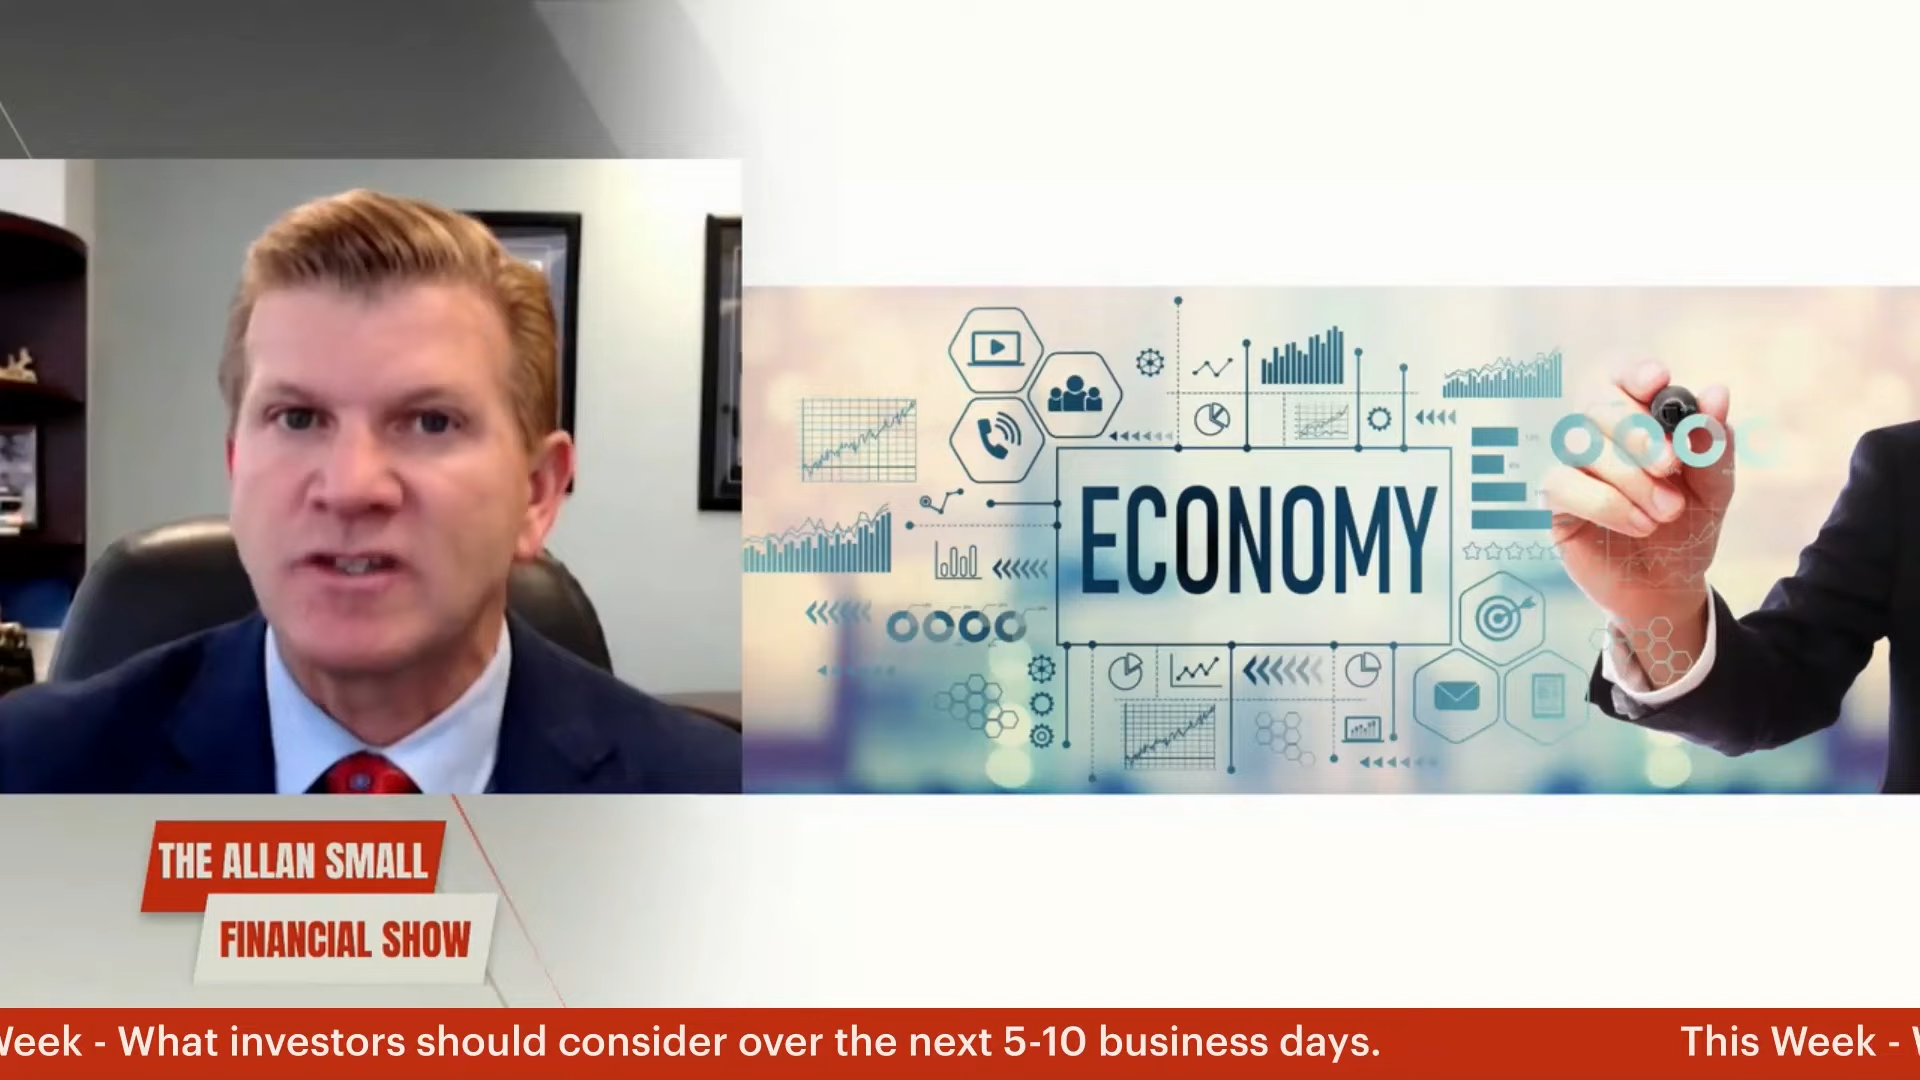 ECONOMY
THE ALLAN SMALL
FINANCIAL SHOW
Week - What investors should consider over the next 5-10 business days.
This Week -